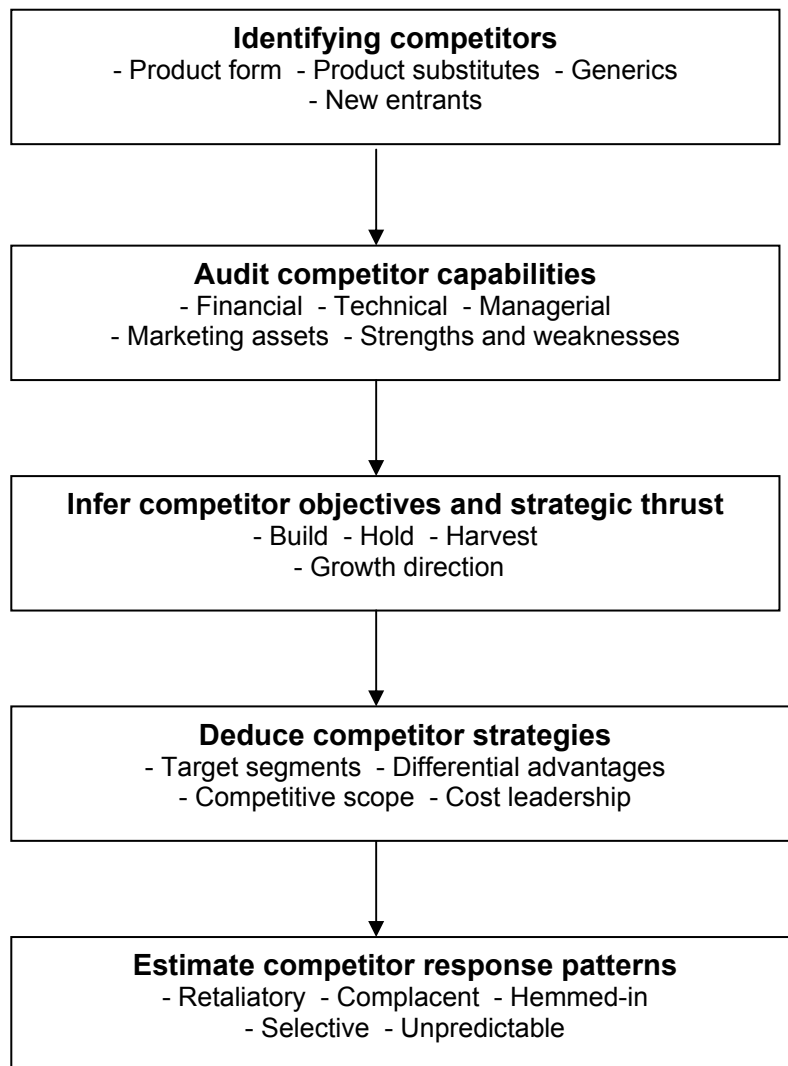 Identifying competitors
- Product form - Product substitutes - Generics
- New entrants
Audit competitor capabilities
- Financial - Technical - Managerial
- Marketing assets - Strengths and weaknesses
Infer competitor objectives and strategic thrust
- Build - Hold - Harvest
- Growth direction
Deduce competitor strategies
- Target segments - Differential advantages
- Competitive scope - Cost leadership
Estimate competitor response patterns
- Retaliatory - Complacent - Hemmed-in
- Selective - Unpredictable